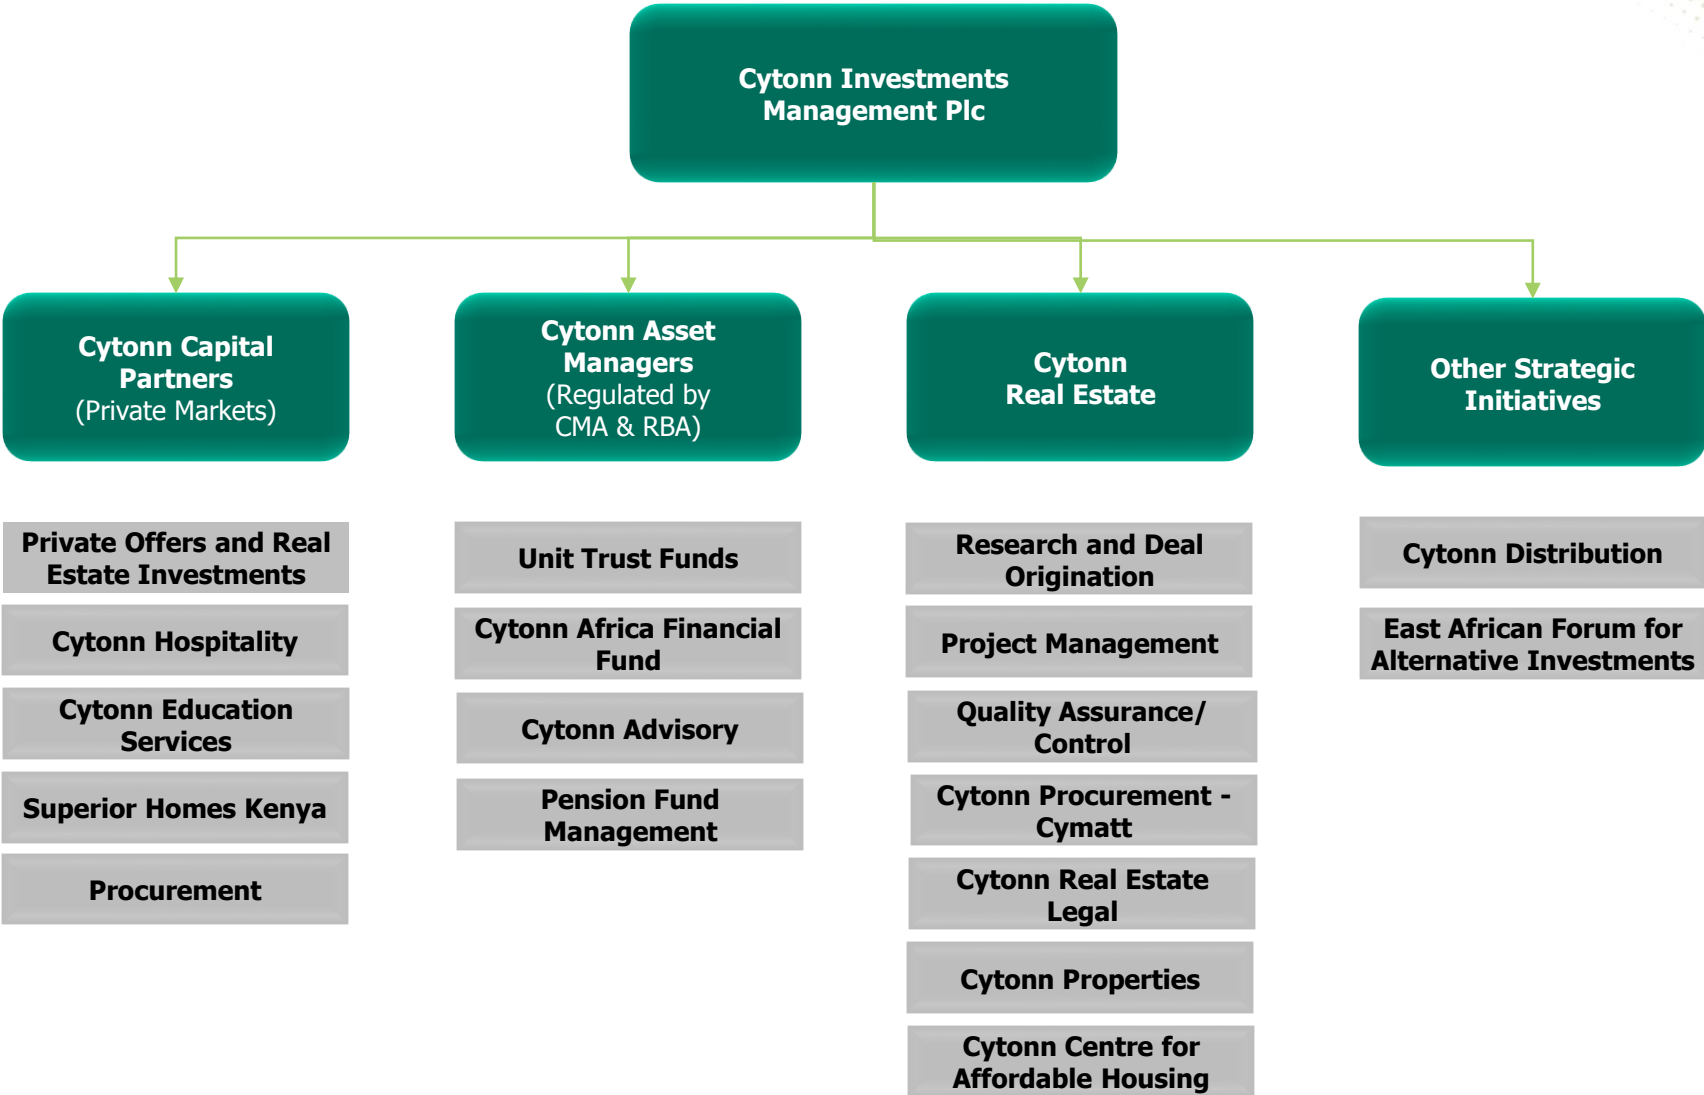 Cytonn Investments
Management Plc
Cytonn Capital
Partners
(Private Markets)
Cytonn Asset
Managers
(Regulated by
CMA & RBA)
Cytonn
Real Estate
Other Strategic
Initiatives
Private Offers and Real
Estate Investments
Cytonn Hospitality
Cytonn Education
Services
Superior Homes Kenya
Procurement
Unit Trust Funds
Cytonn Africa Financial
Fund
Cytonn Advisory
Pension Fund
Management
Research and Deal
Origination
Project Management
Quality Assurance/
Control
Cytonn Procurement -
Cymatt
Cytonn Real Estate
Legal
Cytonn Properties
Cytonn Centre for
Affordable Housing
Cytonn Distribution
East African Forum for
Alternative Investments